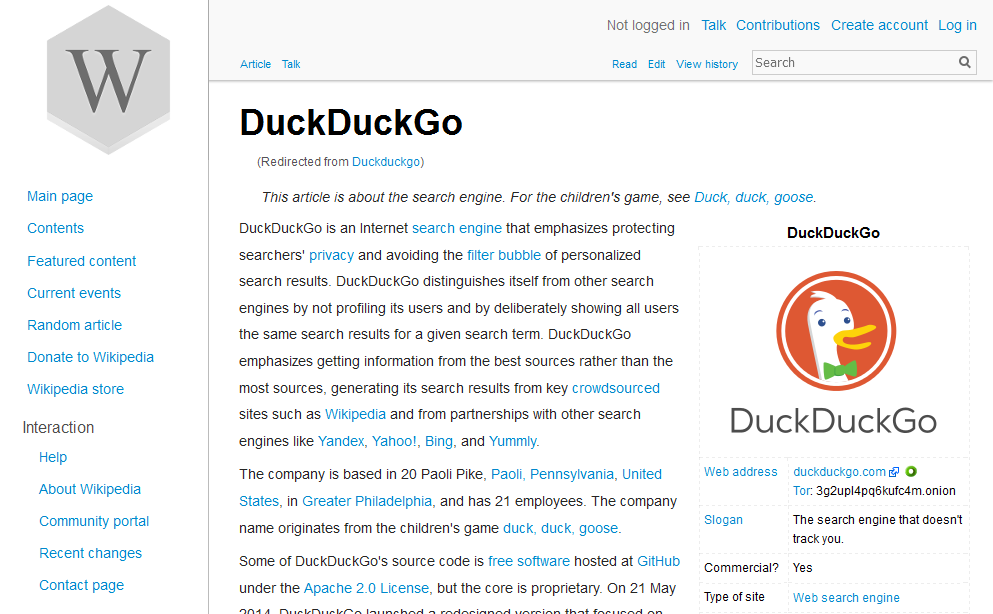 W
Not logged in Talk Contributions Create account Log in
Article Talk
Read Edit View history
Search
Main page
Contents
Featured content
Current events
Random article
Donate to Wikipedia
Wikipedia store
Interaction
Help
About Wikipedia
Community portal
Recent changes
Contact page
DuckDuckGo
(Redirected from Duckduckgo)
This article is about the search engine. For the children's game, see Duck, duck, goose.
DuckDuckGo is an Internet search engine that emphasizes protecting
searchers' privacy and avoiding the filter bubble of personalized
search results. DuckDuckGo distinguishes itself from other search
engines by not profiling its users and by deliberately showing all users
the same search results for a given search term. DuckDuckGo
emphasizes getting information from the best sources rather than the
most sources, generating its search results from key crowdsourced
sites such as Wikipedia and from partnerships with other search
engines like Yandex, Yahoo!, Bing, and Yummly.
The company is based in 20 Paoli Pike, Paoli, Pennsylvania, United
States, in Greater Philadelphia, and has 21 employees. The company
name originates from the children's game duck, duck, goose.
Some of DuckDuckGo's source code is free software hosted at GitHub
under the Apache 2.0 License, but the core is proprietary. On 21 May
2014, DuckDuckGo launched a redesigned version that focused on
DuckDuckGo
DuckDuckGo
Web address duckduckgo.com
Tor: 3g2upl4pq6kufc4m.onion
Slogan The search engine that doesn't
track you.
Commercial? Yes
Type of site Web search engine